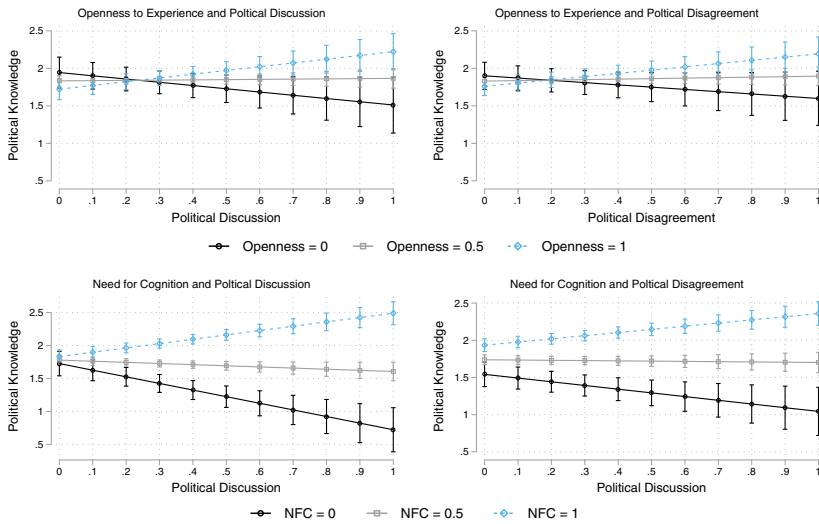 Openness to Experience and Poltical Discussion
2.5
2
1.5
1
.5
Political Knowledge
0 .1 .2 .3 .4 .5 .6 .7 .8 .9 1
Political Discussion
Openness to Experience and Poltical Disagreement
2.5
2
1.5
1
.5
Political Knowledge
0 .1 .2 .3 .4 .5 .6 .7 .8 .9 1
Political Disagreement
Openness = 0 Openness = 0.5 Openness = 1
Need for Cognition and Poltical Discussion
2.5
2
1.5
1
.5
Political Knowledge
0 .1 .2 .3 .4 .5 .6 .7 .8 .9 1
Political Discussion
Need for Cognition and Poltical Disagreement
2.5
2
1.5
1
.5
Political Knowledge
0 .1 .2 .3 .4 .5 .6 .7 .8 .9 1
Political Discussion
NFC = 0 NFC = 0.5 NFC = 1